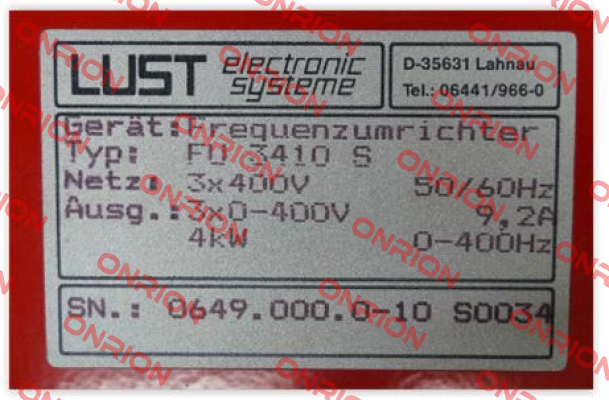 LUST electronic systeme
D-35631 Lahnau
Tel.: 06441/966-0
Gerät: Frequenzumrichter
Typ: FU 3410 S
Netz: 3x400V 50/60Hz
Ausg.: 3x0-400V 9,2A
4kW 0-400Hz
SN.: 0649.000.0-10 S0034
ONRION